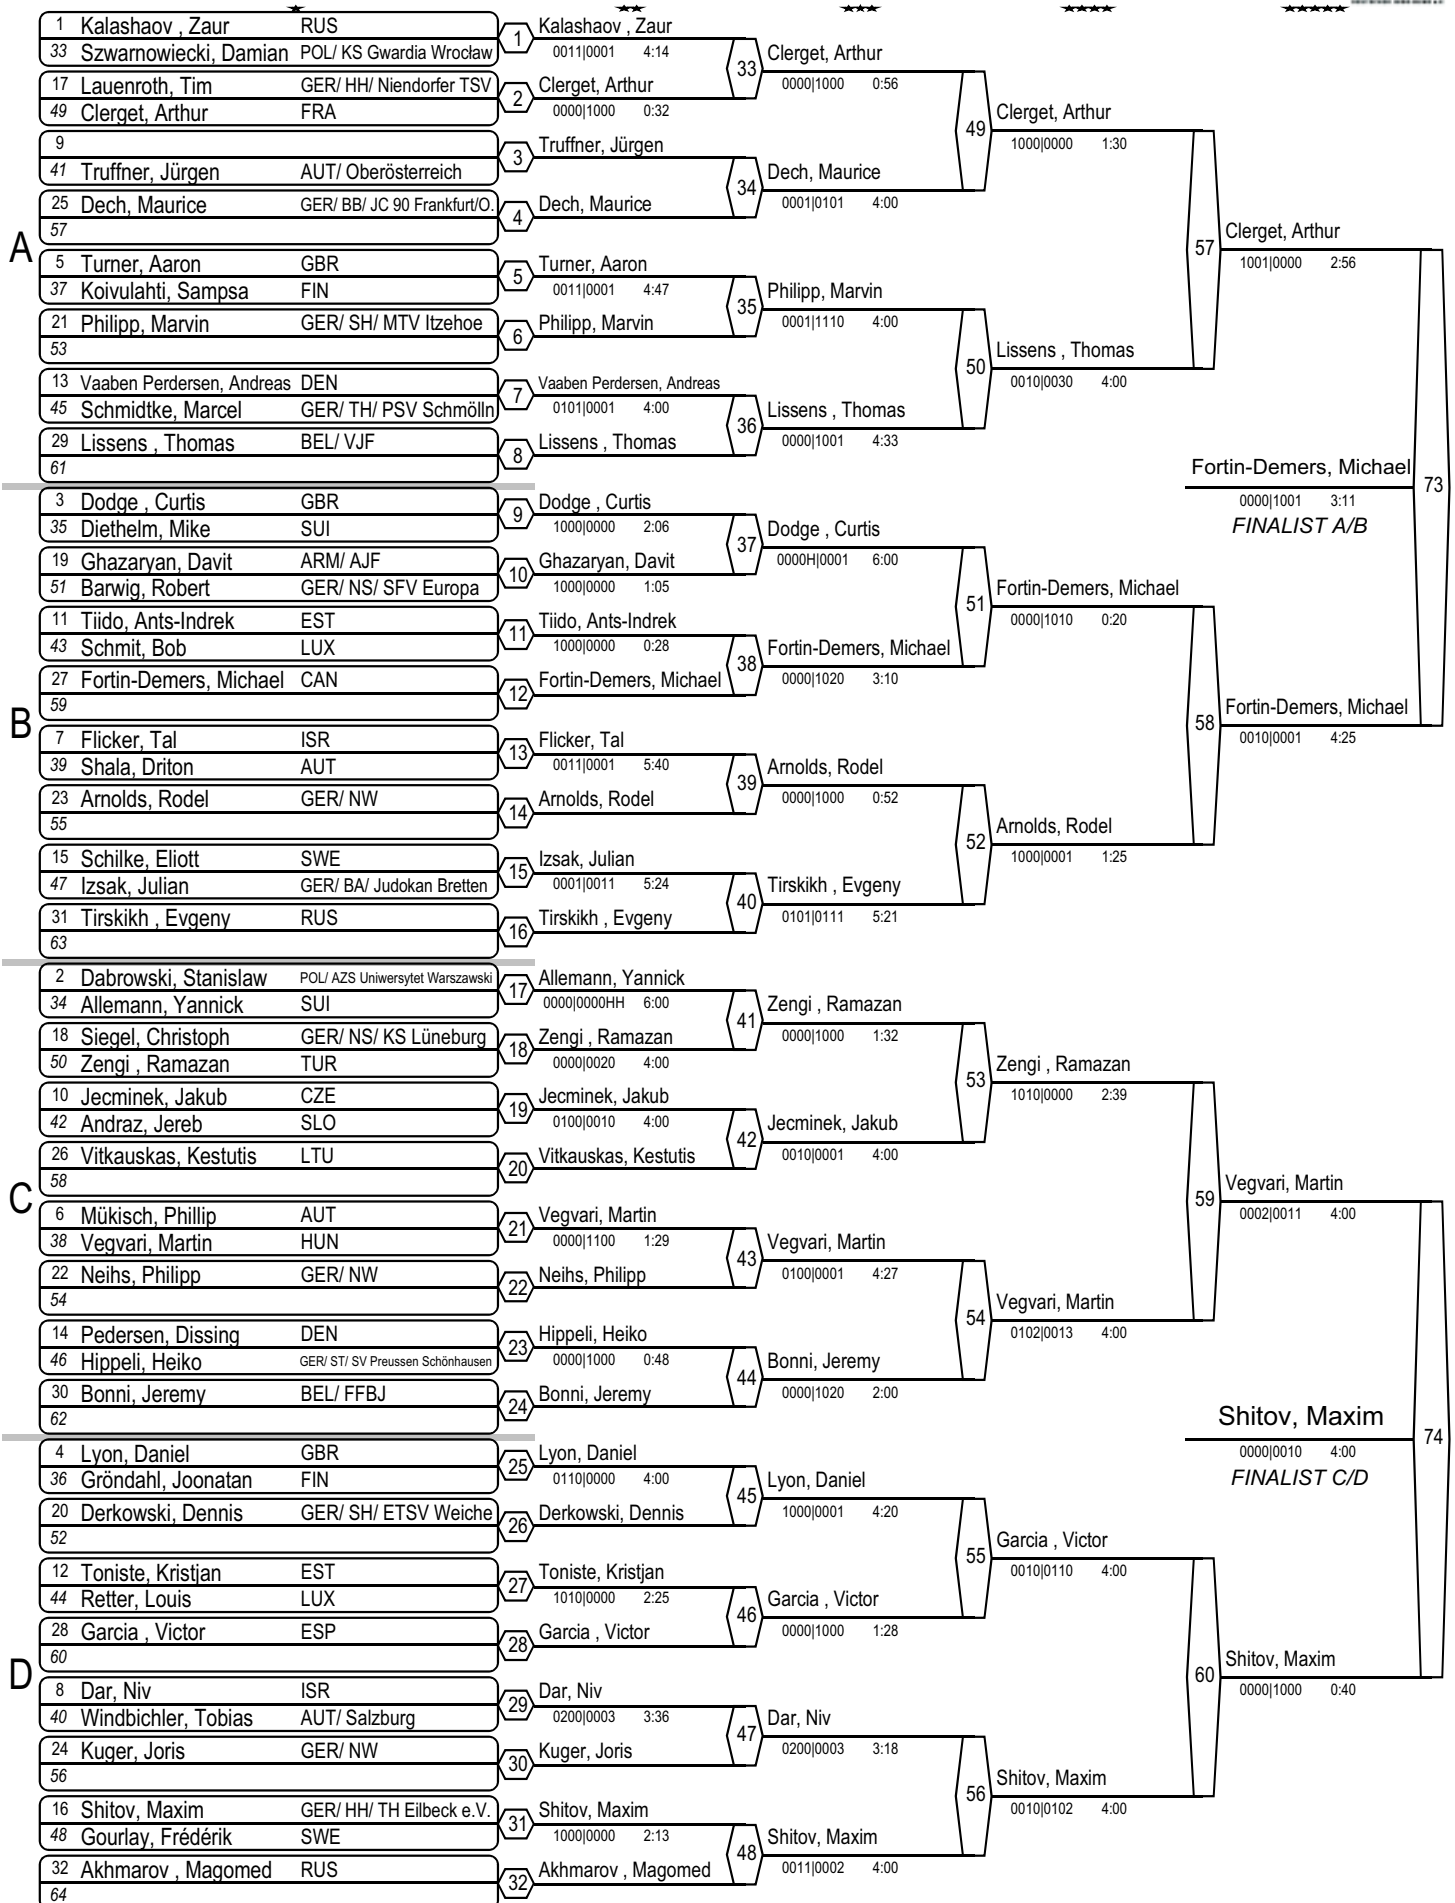 1 Kalashaov , Zaur RUS
33 Szwarnowiecki, Damian POL/ KS Gwardia Wrocław
17 Lauenroth, Tim GER/ HH/ Niendorfer TSV
49 Clerget, Arthur FRA
9
41 Truffner, Jürgen AUT/ Oberösterreich
25 Dech, Maurice GER/ BB/ JC 90 Frankfurt/O.
57
A
5 Turner, Aaron GBR
37 Koivulahti, Sampsa FIN
21 Philipp, Marvin GER/ SH/ MTV Itzehoe
53
13 Vaaben Perdersen, Andreas DEN
45 Schmidtke, Marcel GER/ TH/ PSV Schmölln
29 Lissens , Thomas BEL/ VJF
61
3 Dodge , Curtis GBR
35 Diethelm, Mike SUI
19 Ghazaryan, Davit ARM/ AJF
51 Barwig, Robert GER/ NS/ SFV Europa
11 Tiido, Ants-Indrek EST
43 Schmit, Bob LUX
27 Fortin-Demers, Michael CAN
59
B
7 Flicker, Tal ISR
39 Shala, Driton AUT
23 Arnolds, Rodel GER/ NW
55
15 Schilke, Eliott SWE
47 Izsak, Julian GER/ BA/ Judokan Bretten
31 Tirskikh , Evgeny RUS
63
2 Dabrowski, Stanislaw POL/ AZS Uniwersytet Warszawski
34 Allemann, Yannick SUI
18 Siegel, Christoph GER/ NS/ KS Lüneburg
50 Zengi , Ramazan TUR
10 Jecminek, Jakub CZE
42 Andraz, Jereb SLO
26 Vitkauskas, Kestutis LTU
58
C
6 Mükisch, Phillip AUT
38 Vegvari, Martin HUN
22 Neihs, Philipp GER/ NW
54
14 Pedersen, Dissing DEN
46 Hippeli, Heiko GER/ ST/ SV Preussen Schönhausen
30 Bonni, Jeremy BEL/ FFBJ
62
4 Lyon, Daniel GBR
36 Gröndahl, Joonatan FIN
20 Derkowski, Dennis GER/ SH/ ETSV Weiche
52
12 Toniste, Kristjan EST
44 Retter, Louis LUX
28 Garcia , Victor ESP
60
D
8 Dar, Niv ISR
40 Windbichler, Tobias AUT/ Salzburg
24 Kuger, Joris GER/ NW
56
16 Shitov, Maxim GER/ HH/ TH Eilbeck e.V.
48 Gourlay, Frédérik SWE
32 Akhmarov , Magomed RUS
64
1 Kalashaov , Zaur
0011|0001 4:14
2 Clerget, Arthur
0000|1000 0:32
3 Truffner, Jürgen
4 Dech, Maurice
5 Turner, Aaron
0011|0001 4:47
6 Philipp, Marvin
7 Vaaben Perdersen, Andreas
0101|0001 4:00
8 Lissens , Thomas
9 Dodge , Curtis
1000|0000 2:06
10 Ghazaryan, Davit
1000|0000 1:05
11 Tiido, Ants-Indrek
1000|0000 0:28
12 Fortin-Demers, Michael
13 Flicker, Tal
0011|0001 5:40
14 Arnolds, Rodel
15 Izsak, Julian
0001|0011 5:24
16 Tirskikh , Evgeny
17 Allemann, Yannick
0000|0000HH 6:00
18 Zengi , Ramazan
0000|0020 4:00
19 Jecminek, Jakub
0100|0010 4:00
20 Vitkauskas, Kestutis
21 Vegvari, Martin
0000|1100 1:29
22 Neihs, Philipp
23 Hippeli, Heiko
0000|1000 0:48
24 Bonni, Jeremy
25 Lyon, Daniel
0110|0000 4:00
26 Derkowski, Dennis
27 Toniste, Kristjan
1010|0000 2:25
28 Garcia , Victor
29 Dar, Niv
0200|0003 3:36
30 Kuger, Joris
31 Shitov, Maxim
1000|0000 2:13
32 Akhmarov , Magomed
33 Clerget, Arthur
0000|1000 0:56
34 Dech, Maurice
0001|0101 4:00
35 Philipp, Marvin
0001|1110 4:00
36 Lissens , Thomas
0000|1001 4:33
37 Dodge , Curtis
0000H|0001 6:00
38 Fortin-Demers, Michael
0000|1020 3:10
39 Arnolds, Rodel
0000|1000 0:52
40 Tirskikh , Evgeny
0101|0111 5:21
41 Zengi , Ramazan
0000|1000 1:32
42 Jecminek, Jakub
0010|0001 4:00
43 Vegvari, Martin
0100|0001 4:27
44 Bonni, Jeremy
0000|1020 2:00
45 Lyon, Daniel
1000|0001 4:20
46 Garcia , Victor
0000|1000 1:28
47 Dar, Niv
0200|0003 3:18
48 Shitov, Maxim
0011|0002 4:00
49 Clerget, Arthur
1000|0000 1:30
50 Lissens , Thomas
0010|0030 4:00
51 Fortin-Demers, Michael
0000|1010 0:20
52 Arnolds, Rodel
1000|0001 1:25
53 Zengi , Ramazan
1010|0000 2:39
54 Vegvari, Martin
0102|0013 4:00
55 Garcia , Victor
0010|0110 4:00
56 Shitov, Maxim
0010|0102 4:00
57 Clerget, Arthur
1001|0000 2:56
58 Fortin-Demers, Michael
0010|0001 4:25
59 Vegvari, Martin
0002|0011 4:00
60 Shitov, Maxim
0000|1000 0:40
Fortin-Demers, Michael 73
0000|1001 3:11
FINALIST A/B
Shitov, Maxim 74
0000|0010 4:00
FINALIST C/D